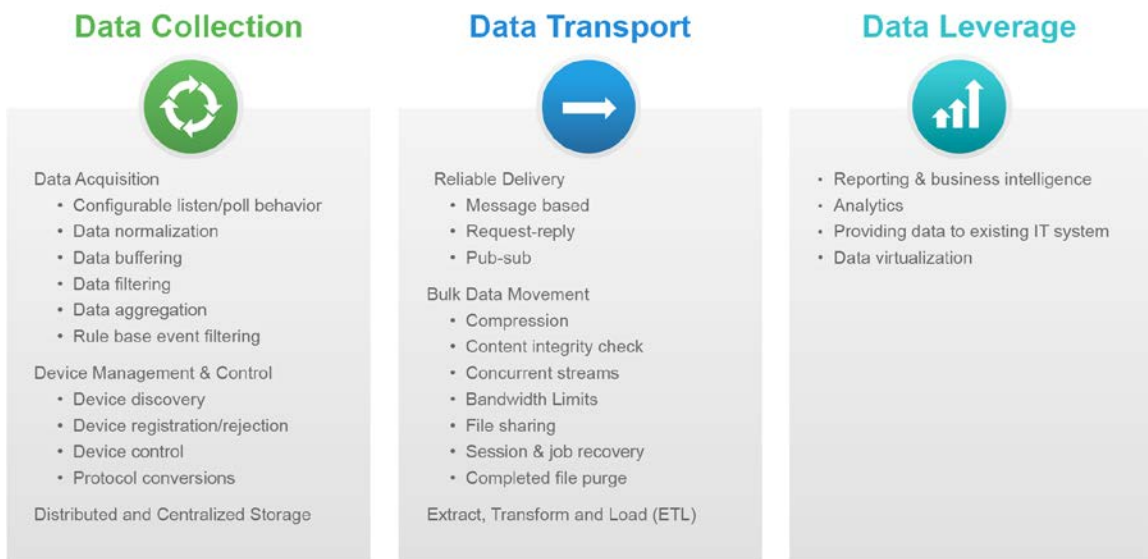 Data Collection
Data Acquisition
• Configurable listen/poll behavior
• Data normalization
• Data buffering
• Data filtering
• Data aggregation
• Rule base event filtering
Device Management & Control
• Device discovery
• Device registration/rejection
• Device control
• Protocol conversions
Distributed and Centralized Storage
Data Transport
Reliable Delivery
• Message based
• Request-reply
• Pub-sub
Bulk Data Movement
• Compression
• Content integrity check
• Concurrent streams
• Bandwidth Limits
• File sharing
• Session & job recovery
• Completed file purge
Extract, Transform and Load (ETL)
Data Leverage
• Reporting & business intelligence
• Analytics
• Providing data to existing IT system
• Data virtualization